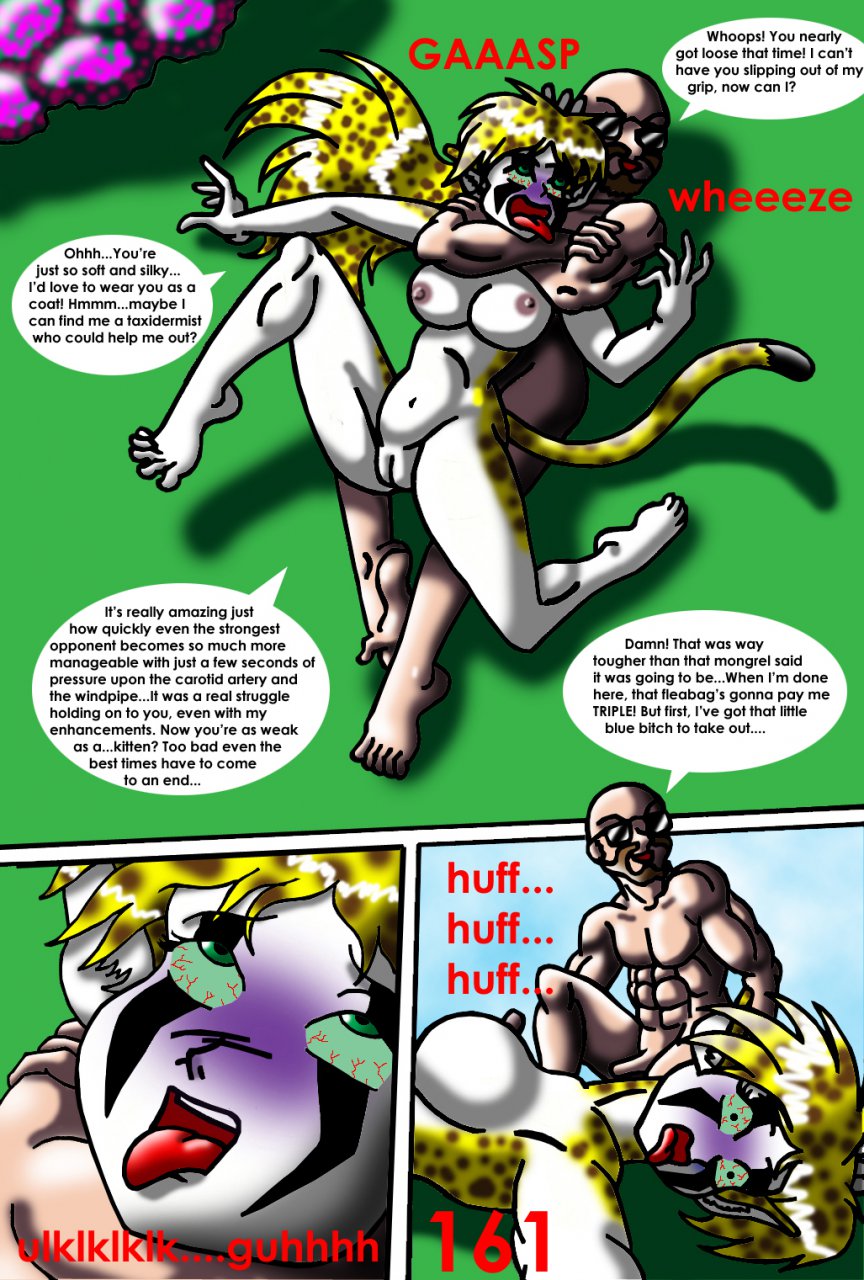 GAAASP
Whoops! You nearly
got loose that time! I can't
have you slipping out of my
grip, now can I?
wheeeze
Ohhh...You're
just so soft and silky...
I'd love to wear you as a
coat! Hmmm...maybe I
can find me a taxidermist
who could help me out?
It's really amazing just
how quickly even the strongest
opponent becomes so much more
manageable with just a few seconds of
pressure upon the carotid artery and
the windpipe...It was a real struggle
holding on to you, even with my
enhancements. Now you're as weak
as a...kitten? Too bad even the
best times have to come
to an end...
Damn! That was way
tougher than that mongrel said
it was going to be...When I'm done
here, that fleabag's gonna pay me
TRIPLE! But first, I've got that little
blue bitch to take out....
ulklklklk....guhhhh
huff...
huff...
huff...
161